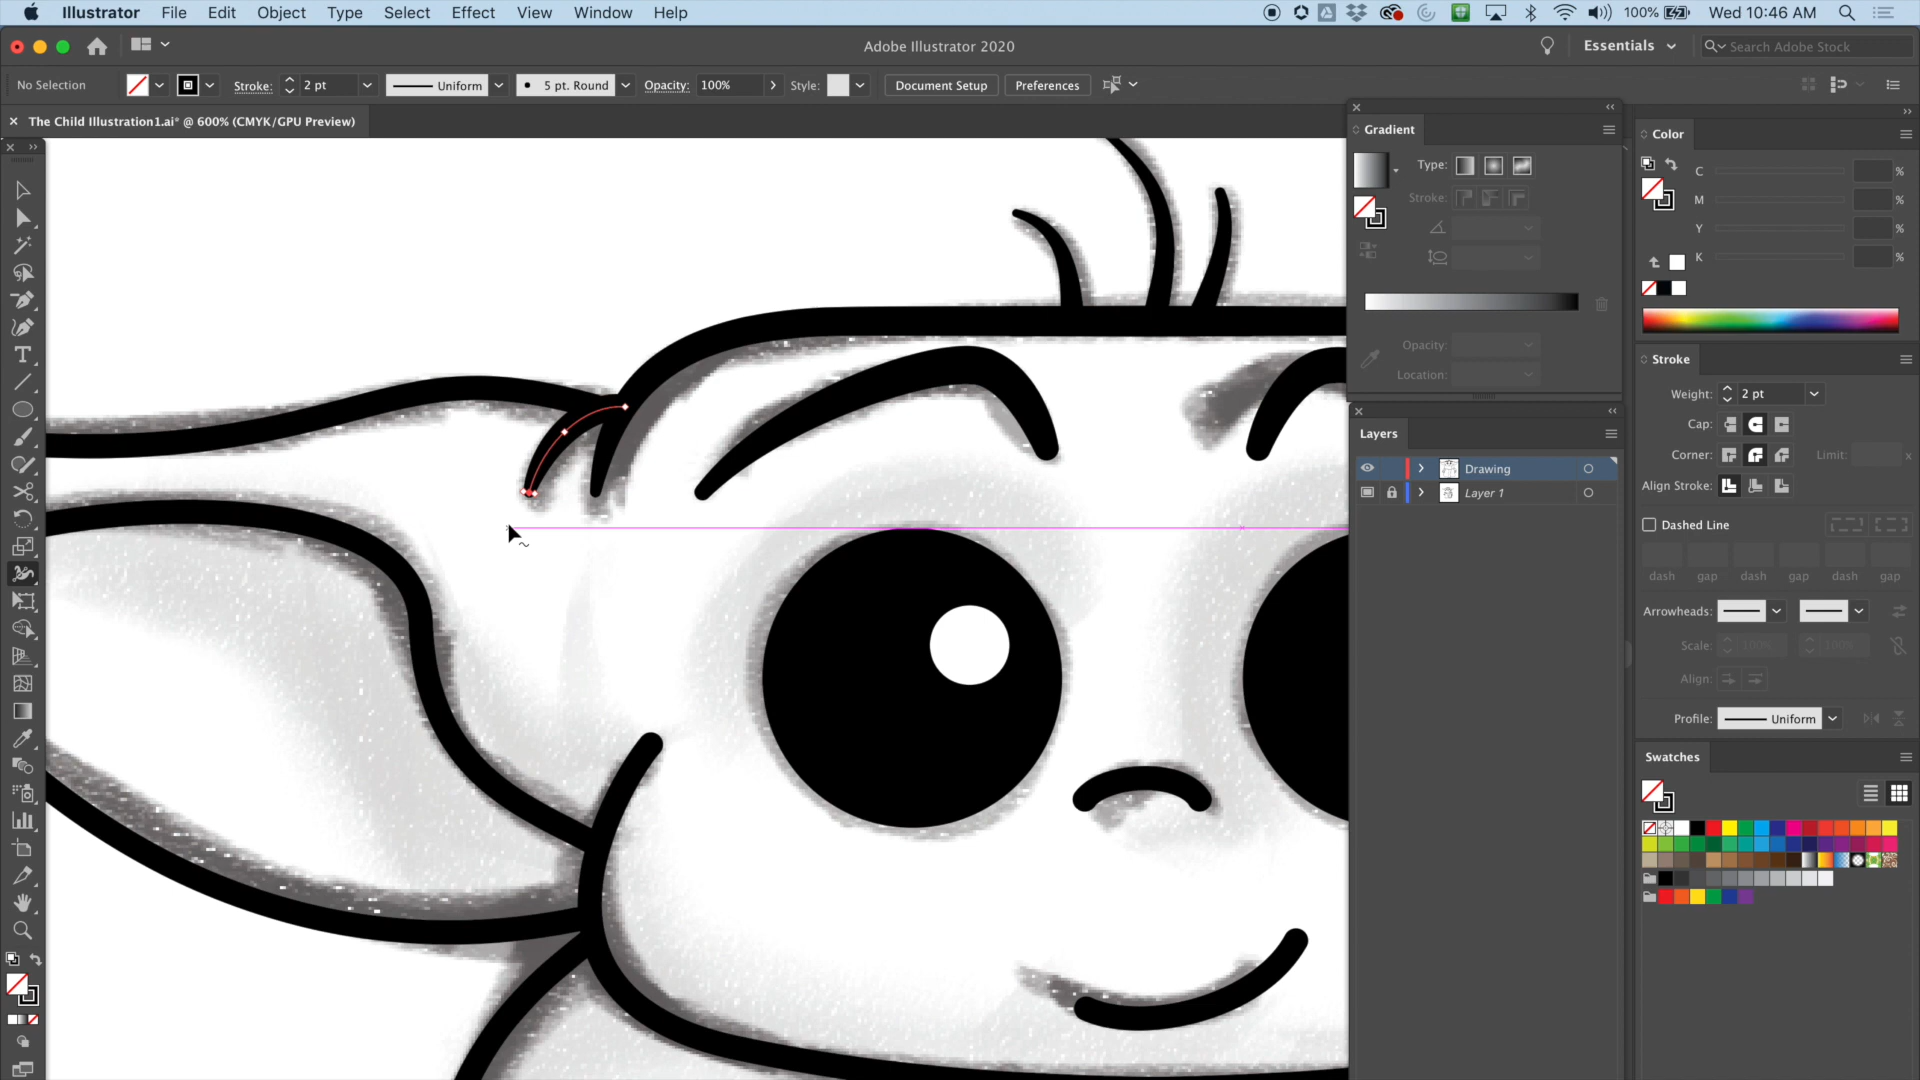 Illustrator File Edit Object Type Select Effect View Window Help 100% Wed 10:46 AM
Adobe Illustrator 2020 Essentials Search Adobe Stock
No Selection Stroke: 2 pt Uniform 5 pt. Round Opacity: 100% Style: Document Setup Preferences
The Child Illustration1.ai* @ 600% (CMYK/GPU Preview)
Gradient
Type:
Stroke:
Opacity:
Location:
Layers
Drawing
Layer 1
Color
C %
M %
Y %
K %
Stroke
Weight: 2 pt
Cap:
Corner: Limit: x
Align Stroke:
Dashed Line
dash gap dash gap dash gap
Arrowheads:
Scale: 100% 100%
Align:
Profile: Uniform
Swatches